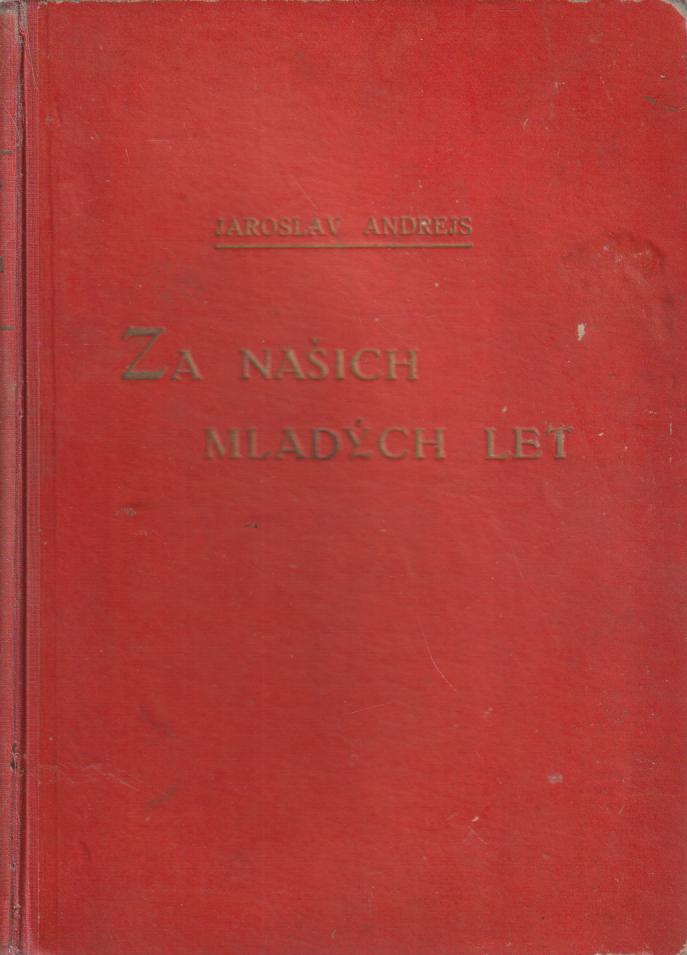 JAROSLAV ANDREJS
ZA NAŠICH
MLADÝCH LET